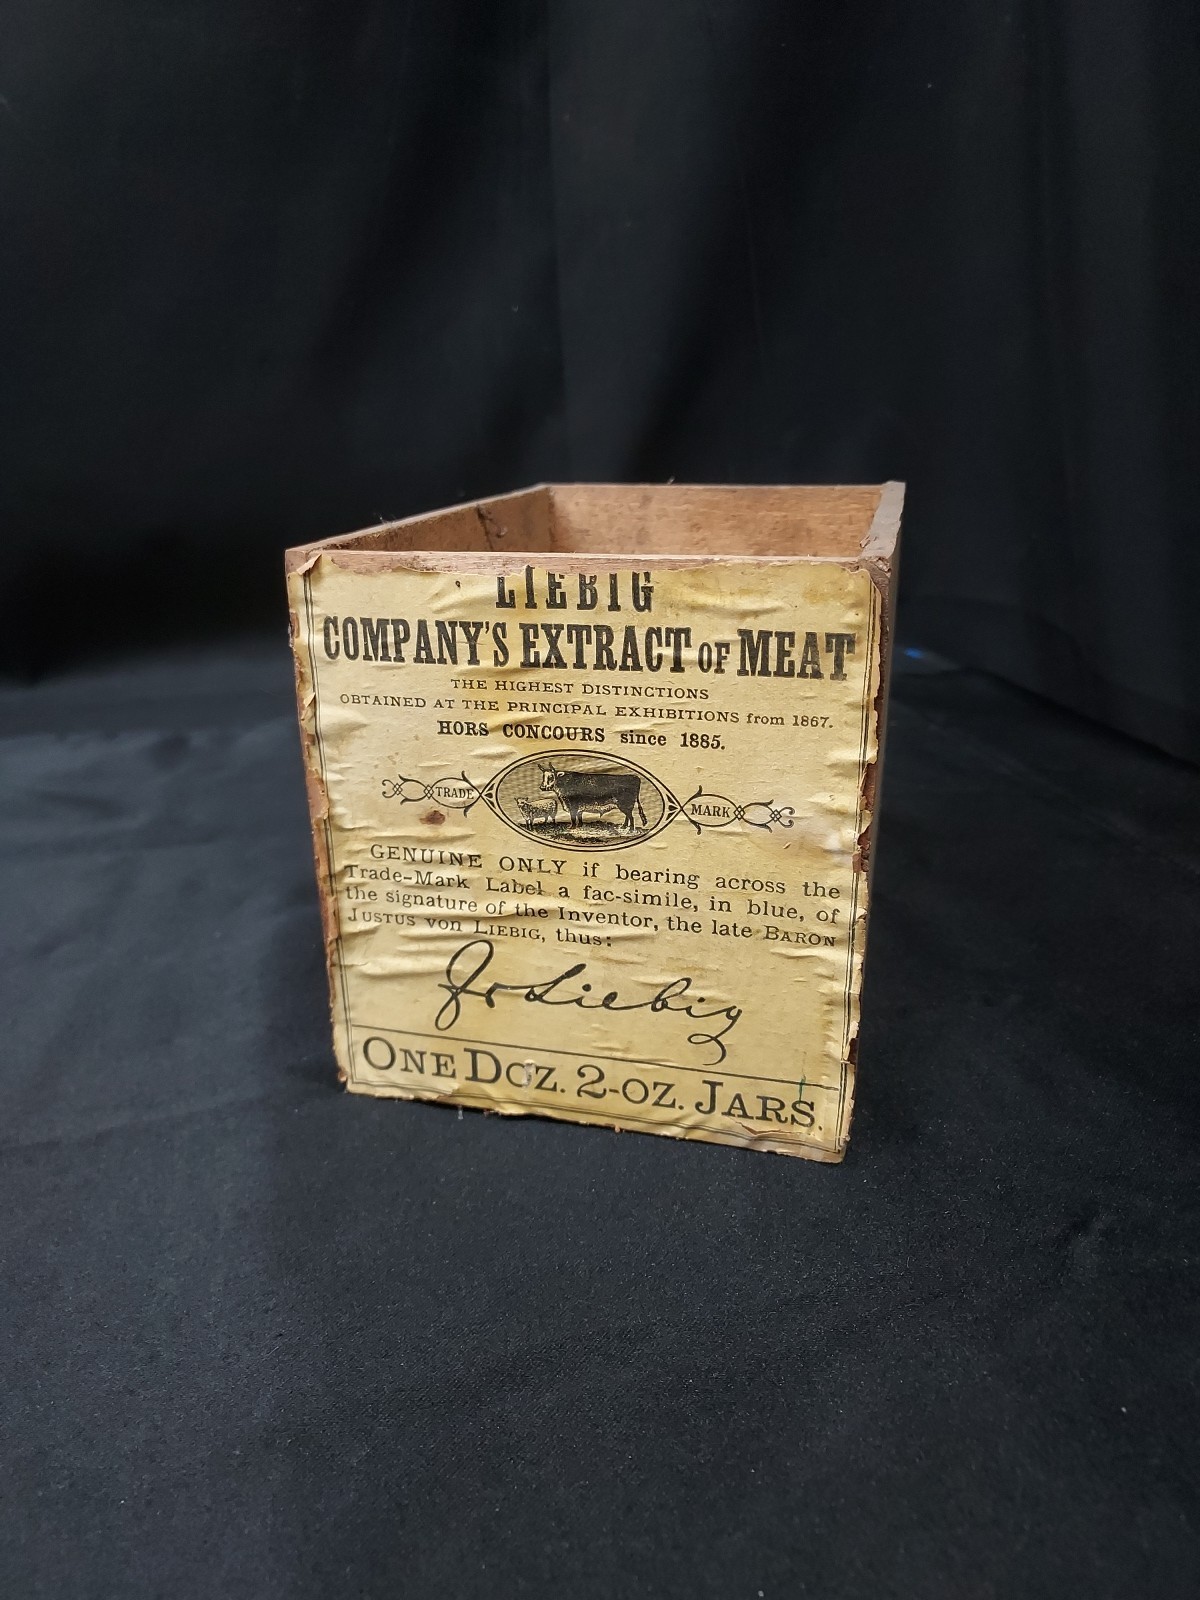 LIEBIG
COMPANY'S EXTRACT OF MEAT
THE HIGHEST DISTINCTIONS
OBTAINED AT THE PRINCIPAL EXHIBITIONS from 1867.
HORS CONCOURS since 1885.
TRADE MARK
GENUINE ONLY if bearing across the
Trade-Mark Label a fac-simile, in blue, of
the signature of the Inventor, the late BARON
JUSTUS von LIEBIG, thus:
Jv Liebig
ONE DOZ. 2-OZ. JARS.